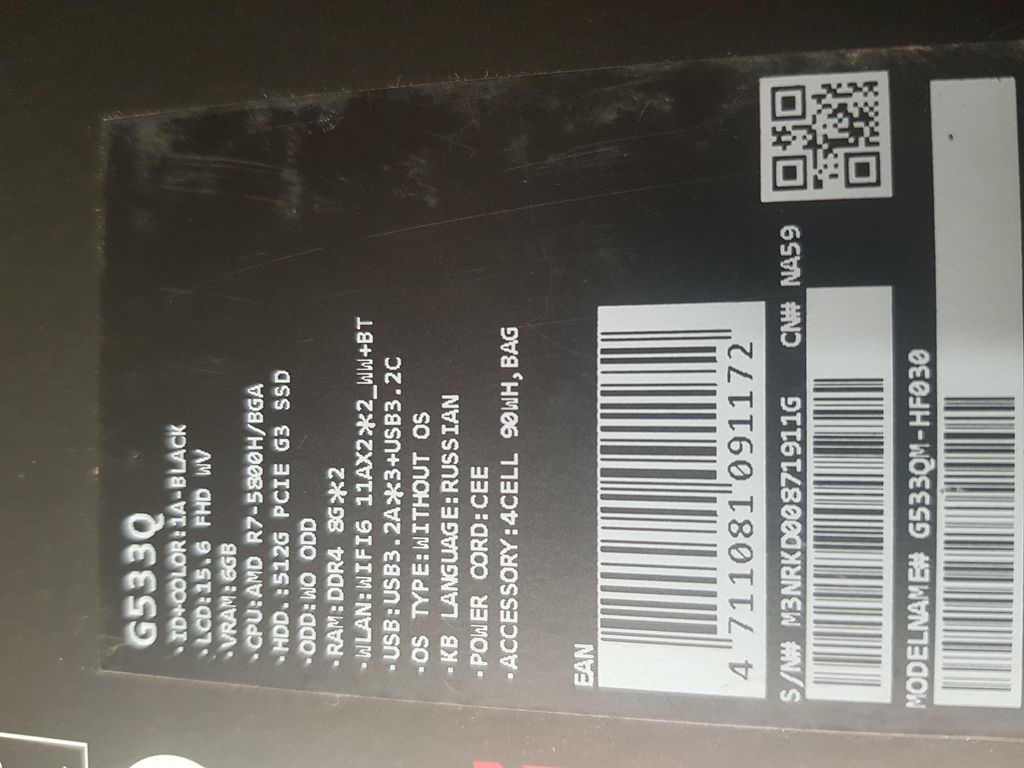 G533Q
·ID+COLOR:1A-BLACK
·LCD:15.6 FHD WV
·VRAM:6GB
·CPU:AMD R7-5800H/BGA
·HDD.:512G PCIE G3 SSD
·ODD:WO ODD
·RAM:DDR4 8G*2
·WLAN:WIFI6 11AX2*2_WW+BT
·USB:USB3.2A*3+USB3.2C
·OS TYPE:WITHOUT OS
·KB LANGUAGE:RUSSIAN
·POWER CORD:CEE
·ACCESSORY:4CELL 90WH,BAG
EAN
4 711081 091172
S/N# M3NRKD00871911G CN# NA59
MODELNAME# G533QM-HF030